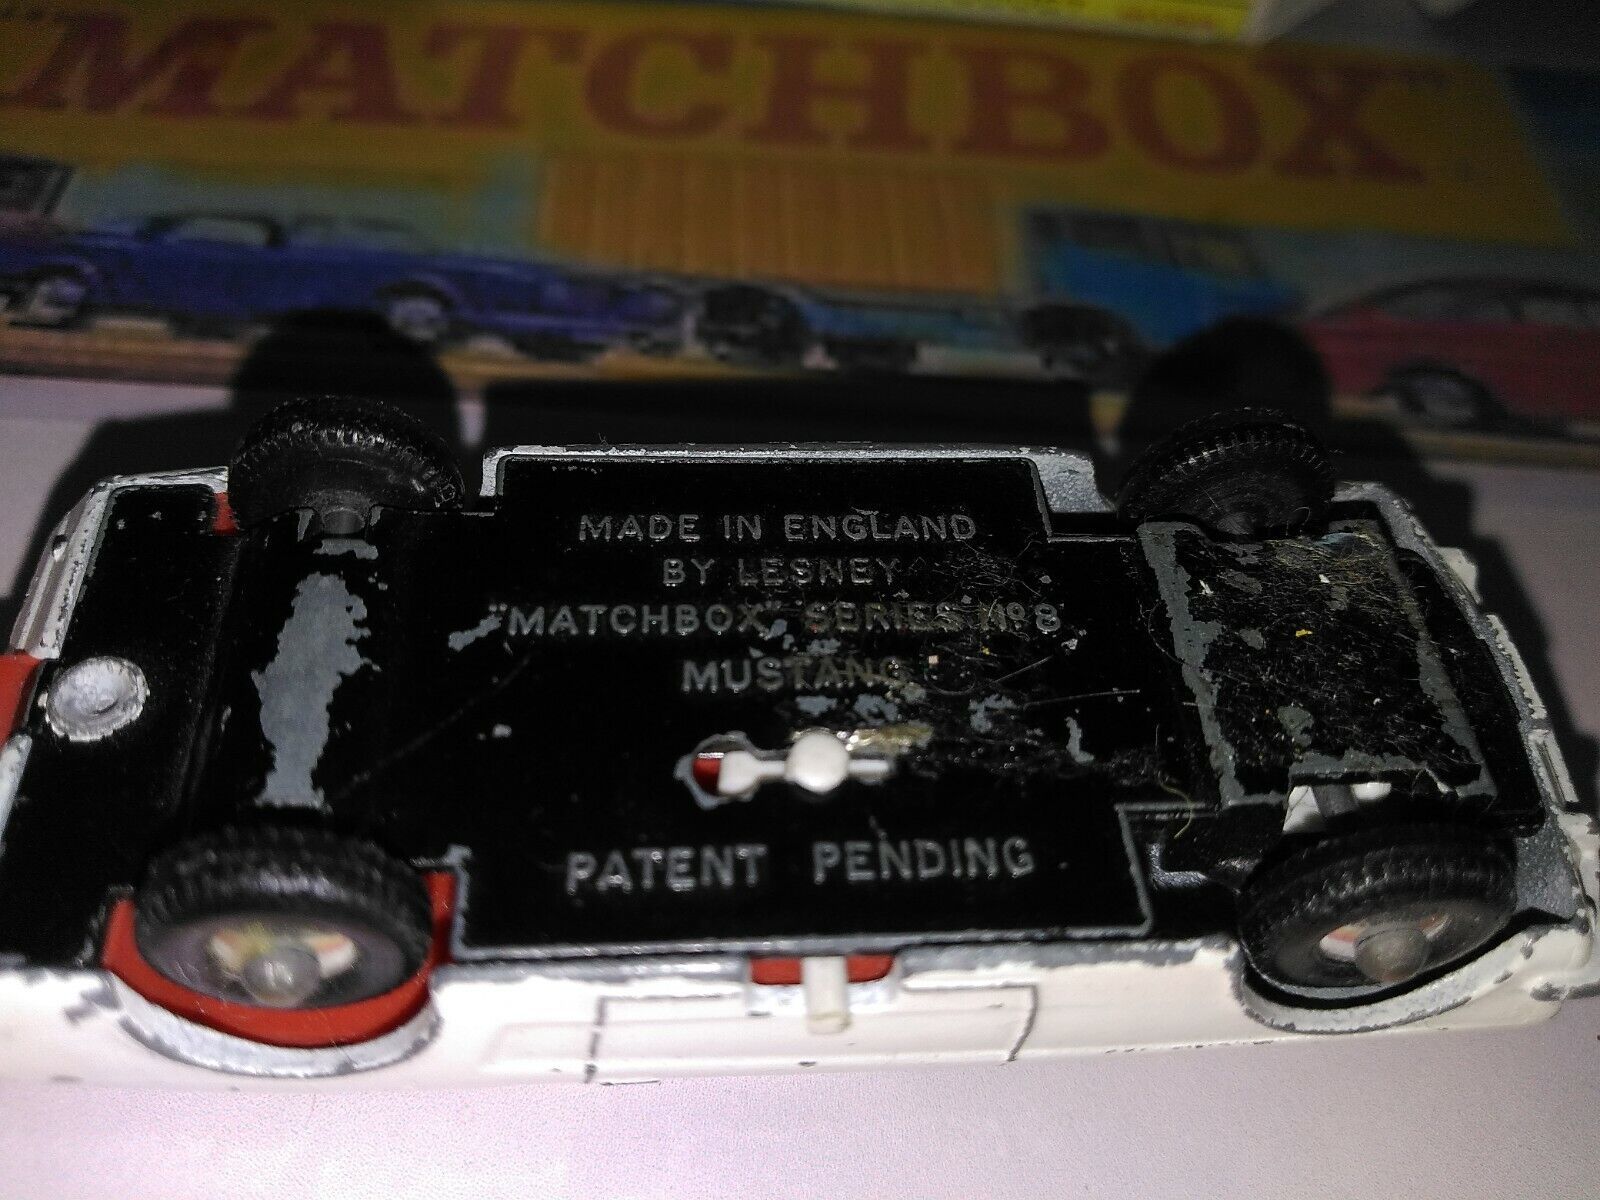 MATCHBOX
MADE IN ENGLAND
BY LESNEY
"MATCHBOX" SERIES Nº 8
MUSTANG
PATENT PENDING